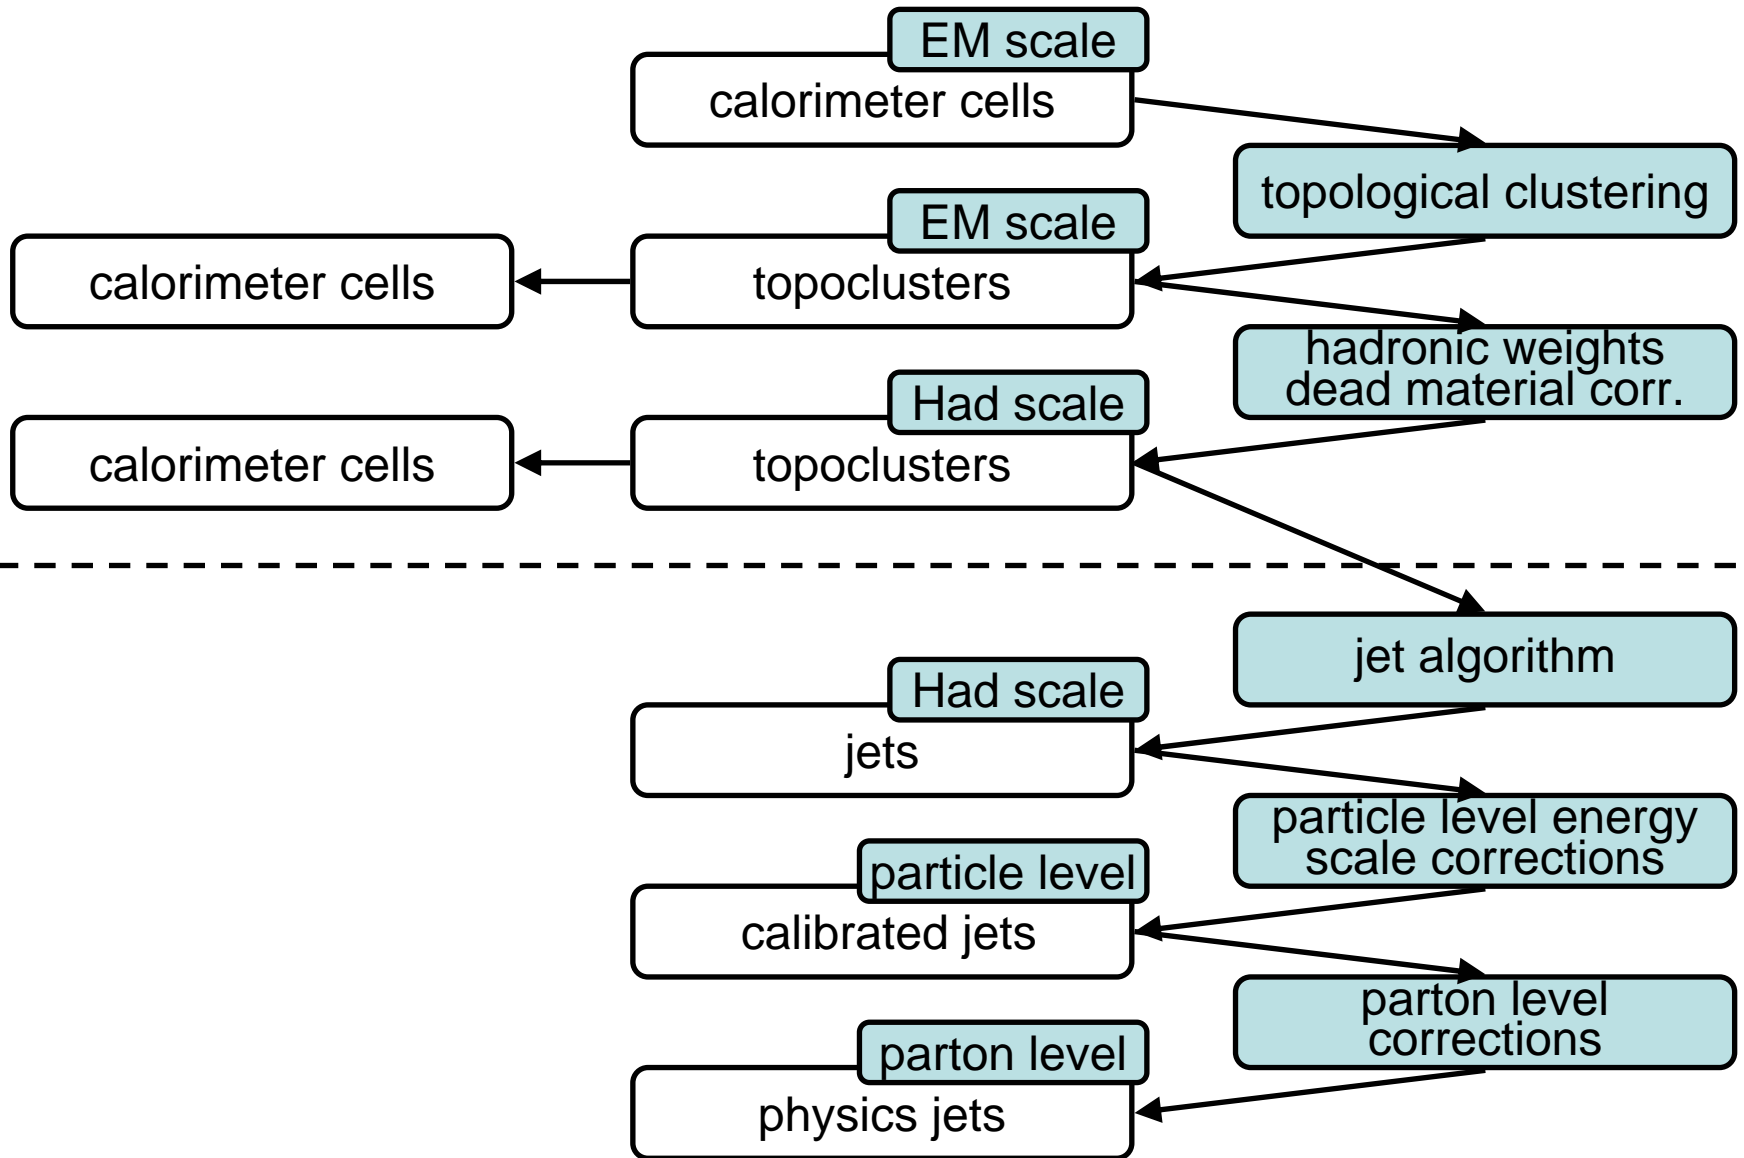 EM scale
calorimeter cells
topological clustering
EM scale
calorimeter cells
topoclusters
hadronic weights
dead material corr.
Had scale
calorimeter cells
topoclusters
jet algorithm
Had scale
jets
particle level energy
scale corrections
particle level
calibrated jets
parton level
corrections
parton level
physics jets